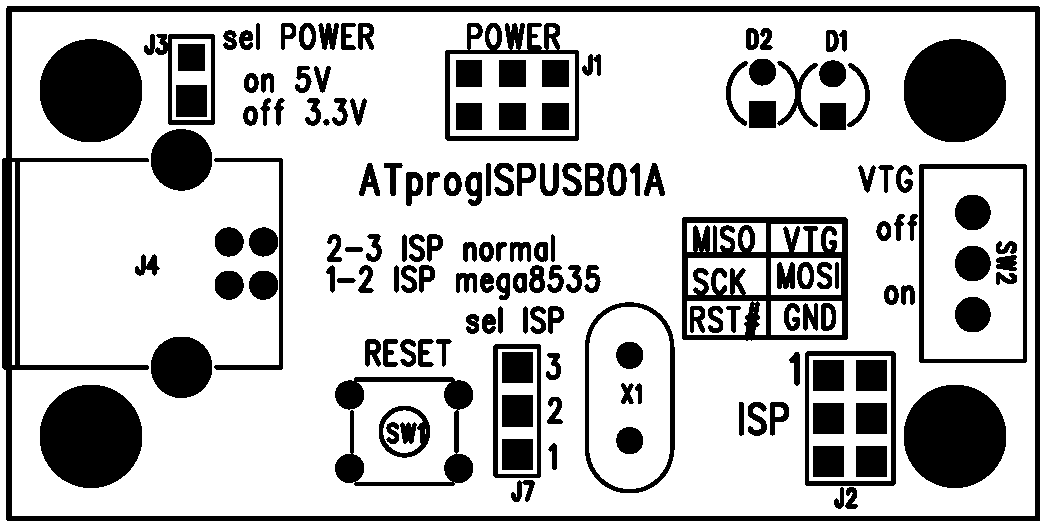 J3
sel POWER
on 5V
off 3.3V
POWER
J1
D2 D1
ATprogISPUSB01A
VTG
off
on
SW2
J4
2-3 ISP normal
1-2 ISP mega8535
sel ISP
MISO VTG
SCK MOSI
RST# GND
RESET
SW1
3
2
1
J7
X1
1
ISP
J2